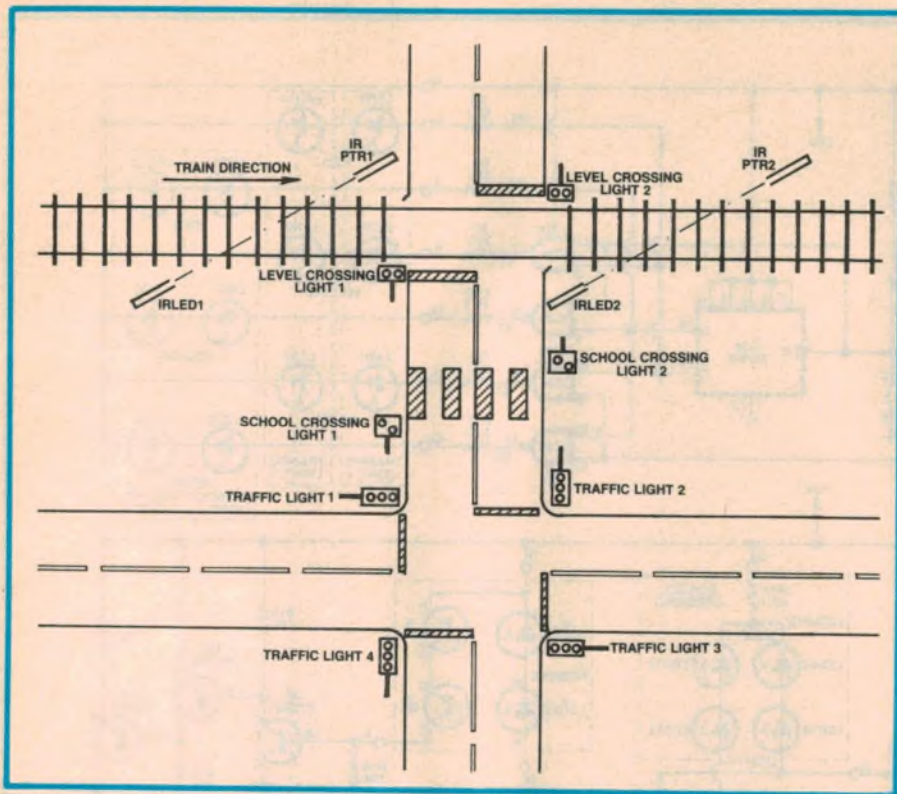 IR
PTR1
IR
PTR2
TRAIN DIRECTION
LEVEL CROSSING
LIGHT 2
LEVEL CROSSING
LIGHT 1
IRLED1
IRLED2
SCHOOL CROSSING
LIGHT 2
SCHOOL CROSSING
LIGHT 1
TRAFFIC LIGHT 1
TRAFFIC LIGHT 2
TRAFFIC LIGHT 4
TRAFFIC LIGHT 3